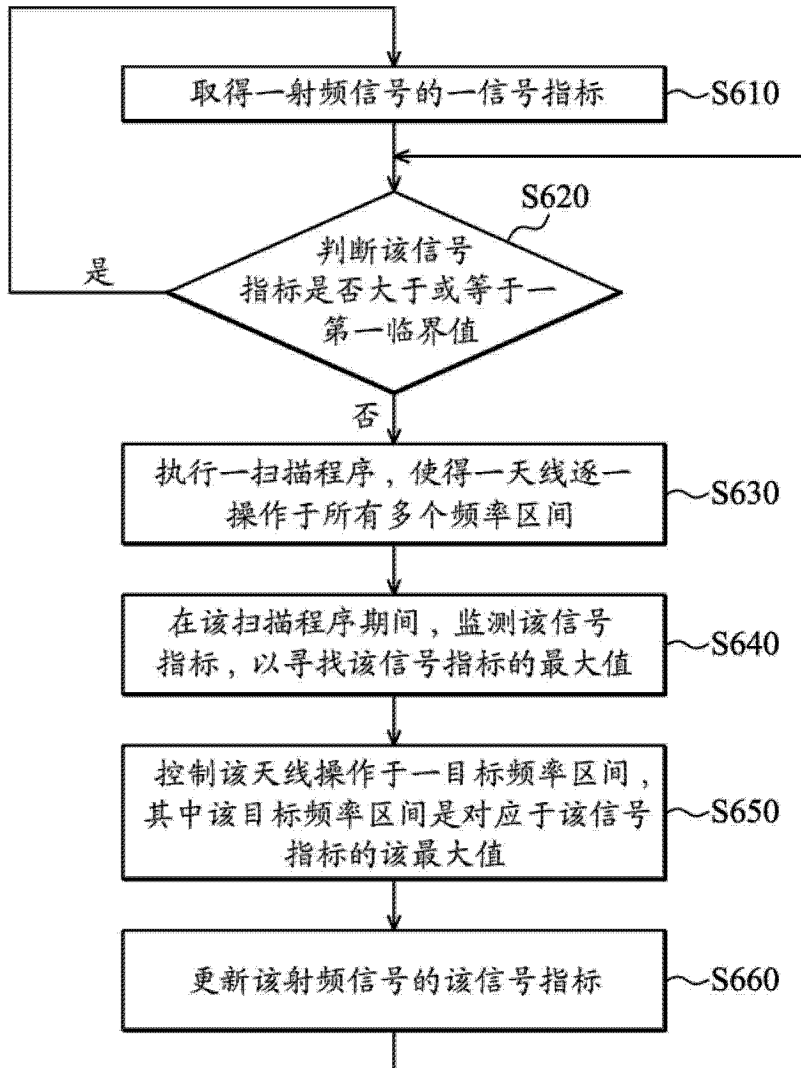 取得一射频信号的一信号指标
S610
S620
判断该信号
指标是否大于或等于一
第一临界值
是
否
执行一扫描程序，使得一天线逐一
操作于所有多个频率区间
S630
在该扫描程序期间，监测该信号
指标，以寻找该信号指标的最大值
S640
控制该天线操作于一目标频率区间，
其中该目标频率区间是对应于该信号
指标的该最大值
S650
更新该射频信号的该信号指标
S660